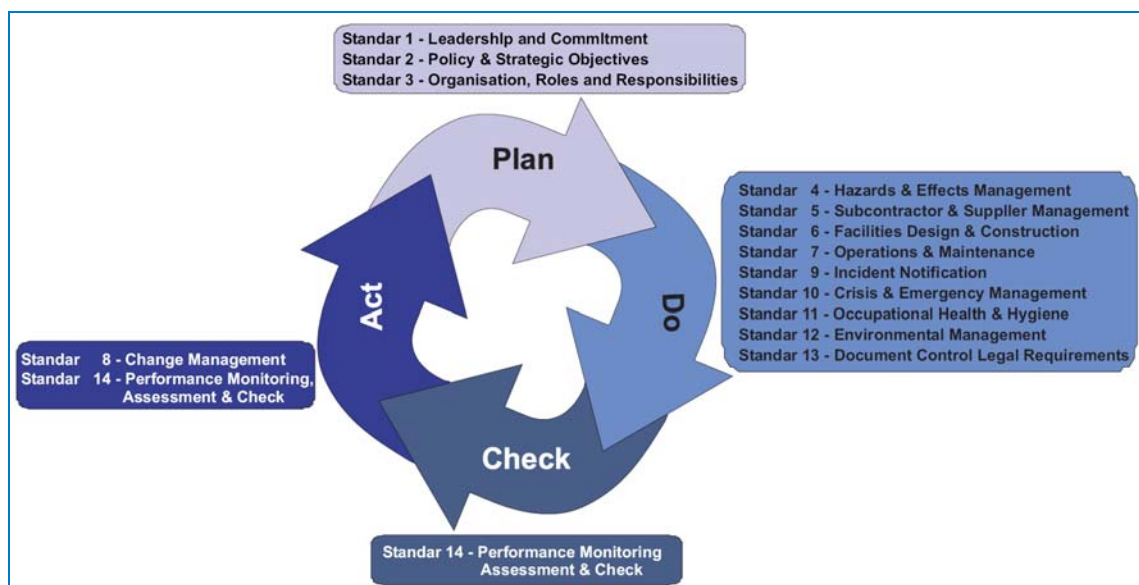 Standar 1 - Leadership and CommItment
Standar 2 - Policy & Strategic Objectives
Standar 3 - Organisation, Roles and Responsibilities
Plan
Standar 4 - Hazards & Effects Management
Standar 5 - Subcontractor & SuppIier Management
Standar 6 - Facilities Design & Construction
Standar 7 - Operations & Maintenance
Standar 9 - Incident Notification
Standar 10 - Crisis & Emergency Management
Standar 11 - Occupational Health & Hygiene
Standar 12 - Environmental Management
Standar 13 - Document Control Legal Requirements
Do
Act
Standar 8 - Change Management
Standar 14 - Performance Monitoring,
Assessment & Check
Check
Standar 14 - Performance Monitoring
Assessment & Check